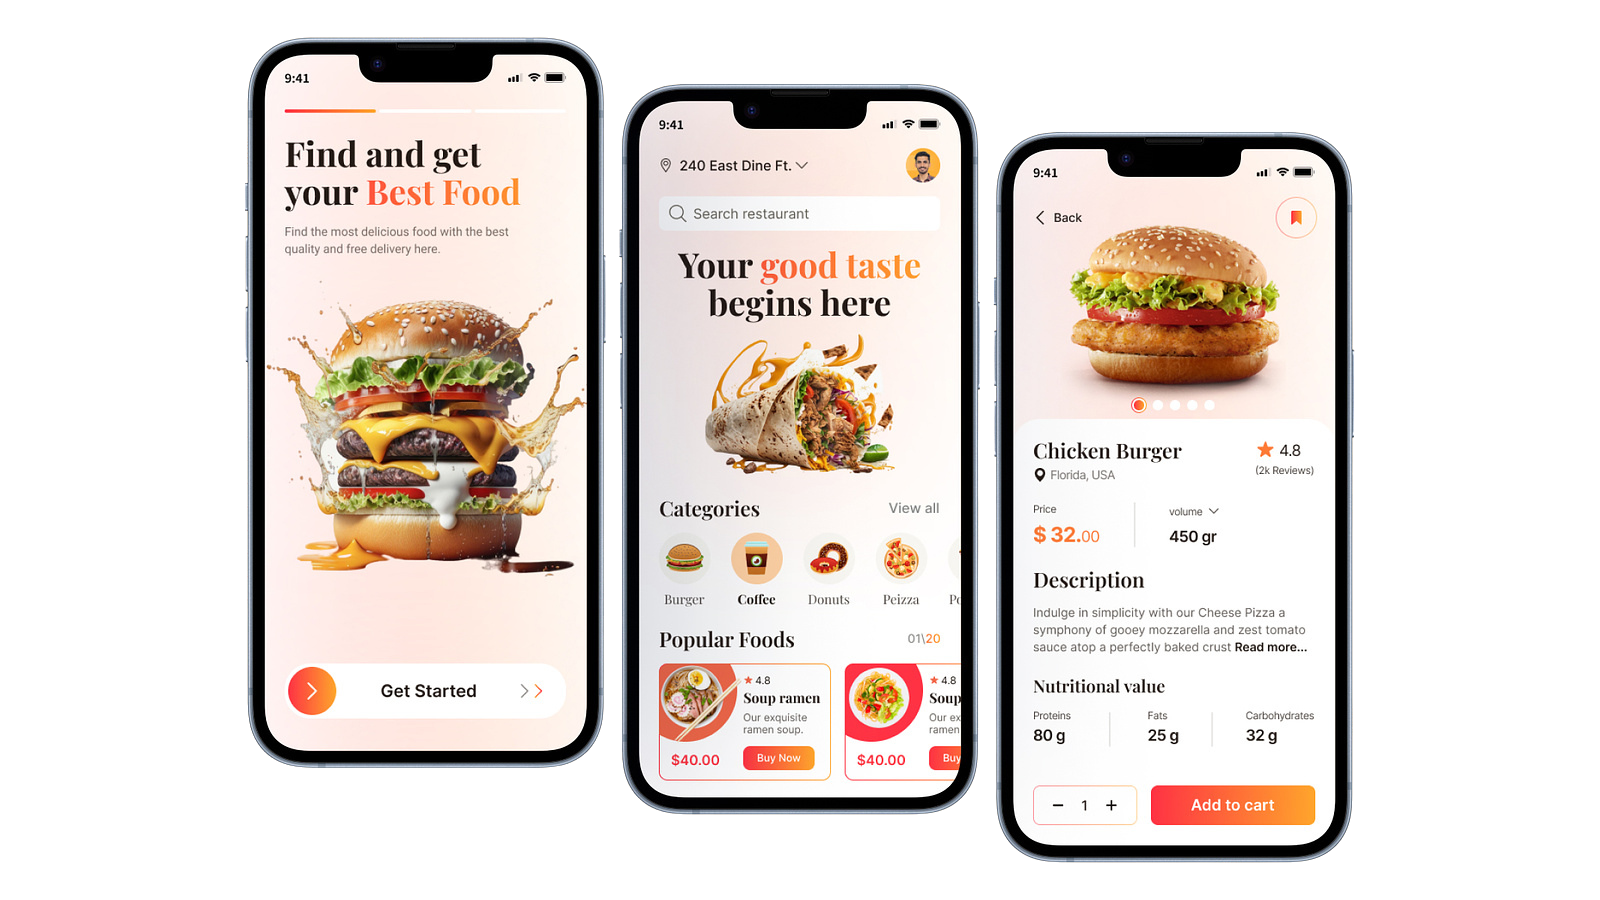 9:41
Find and get
your Best Food
Find the most delicious food with the best
quality and free delivery here.
Get Started
9:41
240 East Dine Ft.
Search restaurant
Your good taste
begins here
Categories
View all
Burger
Coffee
Donuts
Peizza
Pe
Popular Foods
01\20
4.8
Soup ramen
Our exquisite
ramen soup.
$40.00
Buy Now
4.8
Soup
Our ex
ramen
$40.00
Buy
9:41
Back
Chicken Burger
4.8
Florida, USA
(2k Reviews)
Price
$ 32.00
volume
450 gr
Description
Indulge in simplicity with our Cheese Pizza a
symphony of gooey mozzarella and zest tomato
sauce atop a perfectly baked crust Read more...
Nutritional value
Proteins
80 g
Fats
25 g
Carbohydrates
32 g
1
Add to cart